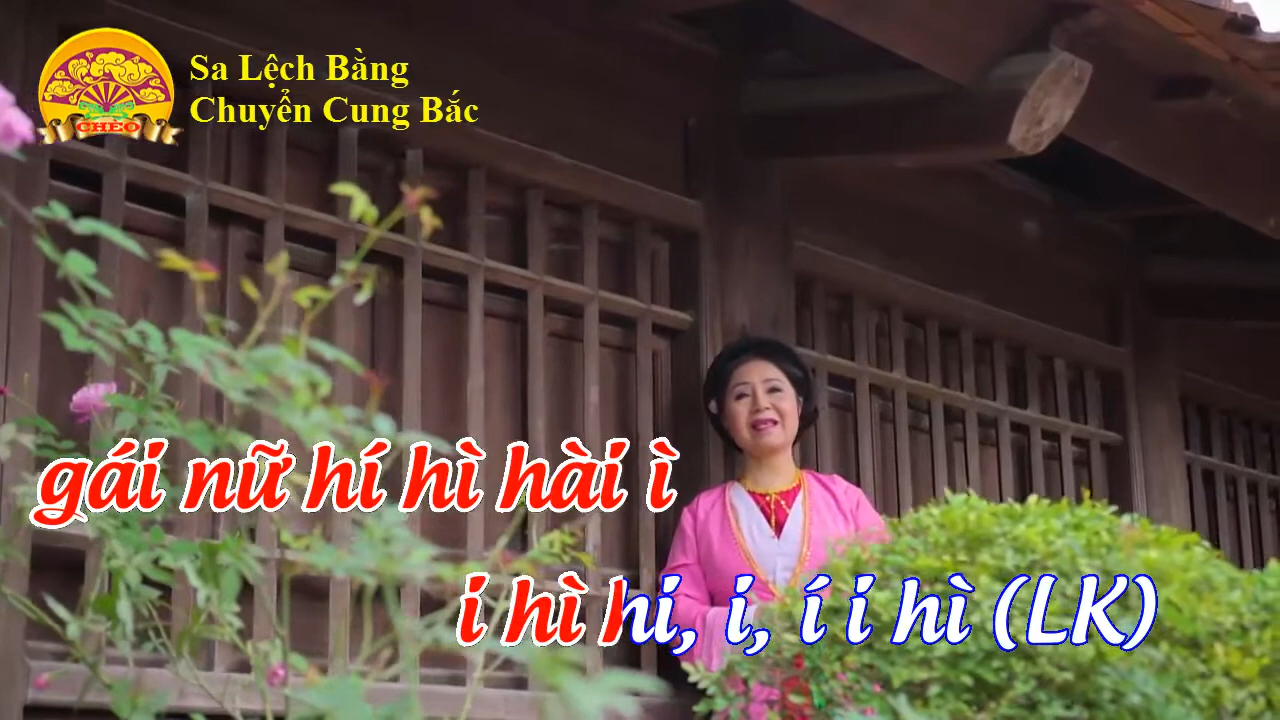 Sa Lệch Bằng
Chuyển Cung Bắc
CHÈO
gái nữ hí hì hài ì
i hì hi, i, í i hì (LK)